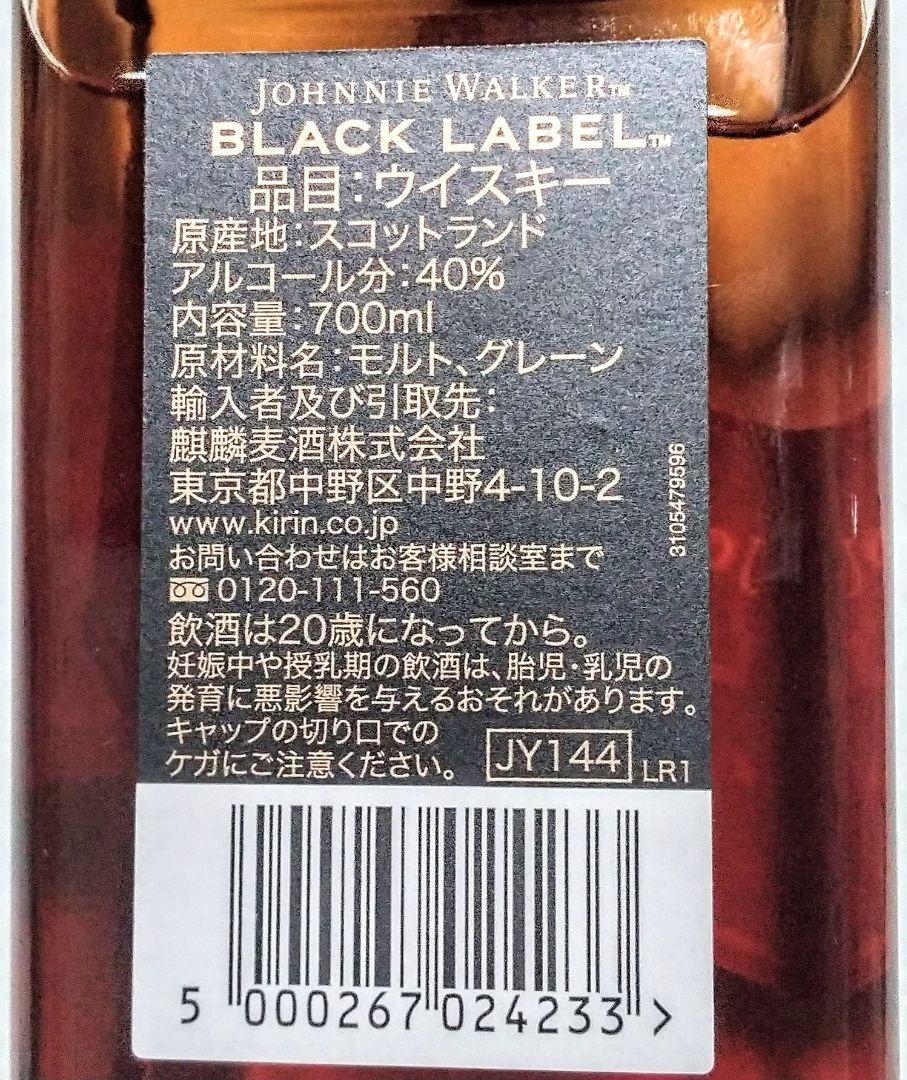 JOHNNIE WALKER™
BLACK LABEL™
品目:ウイスキー
原産地:スコットランド
アルコール分:40%
内容量:700ml
原材料名:モルト、グレーン
輸入者及び引取先:
麒麟麦酒株式会社
東京都中野区中野4-10-2
www.kirin.co.jp
お問い合わせはお客様相談室まで
0120-111-560
飲酒は20歳になってから。
妊娠中や授乳期の飲酒は、胎児・乳児の
発育に悪影響を与えるおそれがあります。
キャップの切り口での
ケガにご注意ください。
JY144 LR1
3105479596
5 000267 024233 >